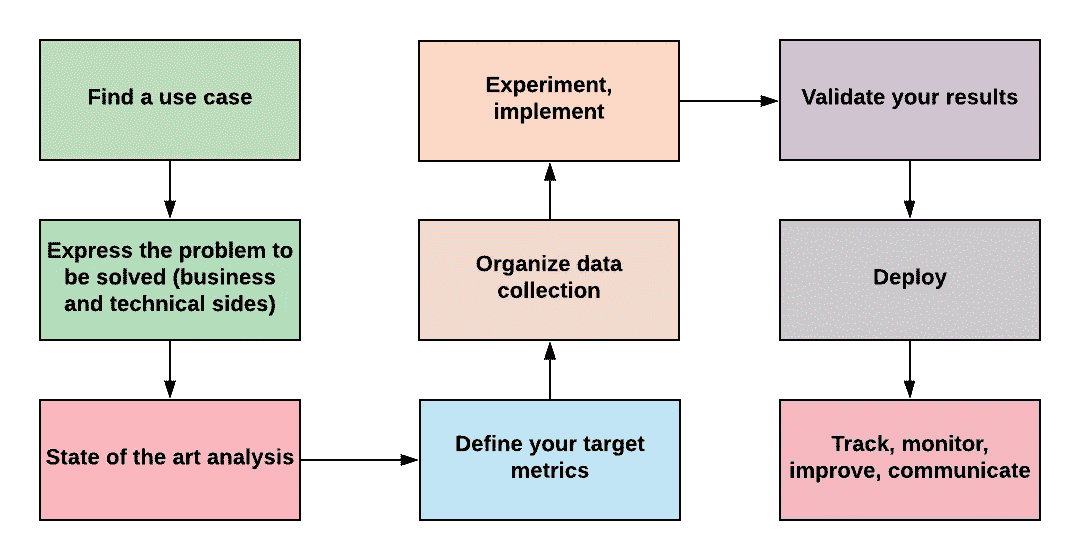 Find a use case
Express the problem to
be solved (business
and technical sides)
State of the art analysis
Define your target
metrics
Organize data
collection
Experiment,
implement
Validate your results
Deploy
Track, monitor,
improve, communicate